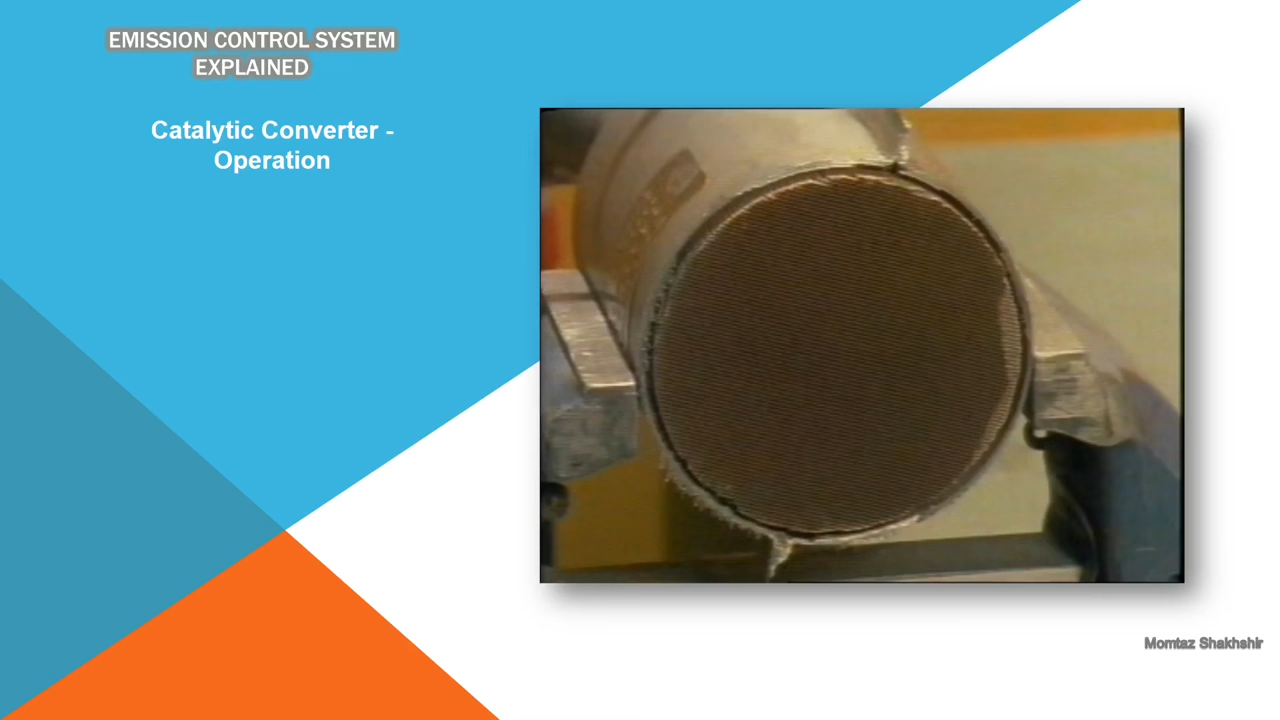 EMISSION CONTROL SYSTEM
EXPLAINED
Catalytic Converter -
Operation
Momtaz Shakhshir